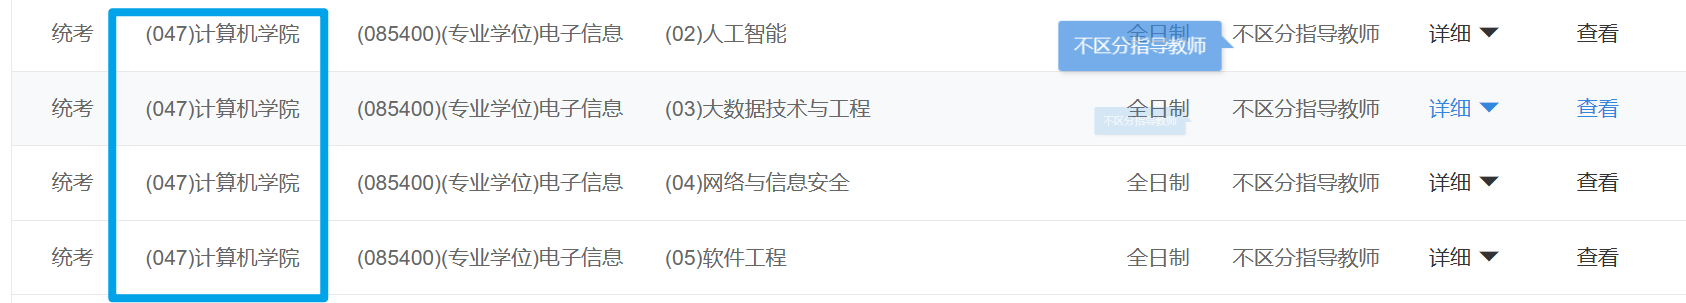 统考 (047)计算机学院 (085400)(专业学位)电子信息 (02)人工智能 全日制 不区分指导教师 不区分指导教师 详细 查看
统考 (047)计算机学院 (085400)(专业学位)电子信息 (03)大数据技术与工程 全日制 不区分指导教师 不区分指导教师 详细 查看
统考 (047)计算机学院 (085400)(专业学位)电子信息 (04)网络与信息安全 全日制 不区分指导教师 详细 查看
统考 (047)计算机学院 (085400)(专业学位)电子信息 (05)软件工程 全日制 不区分指导教师 详细 查看